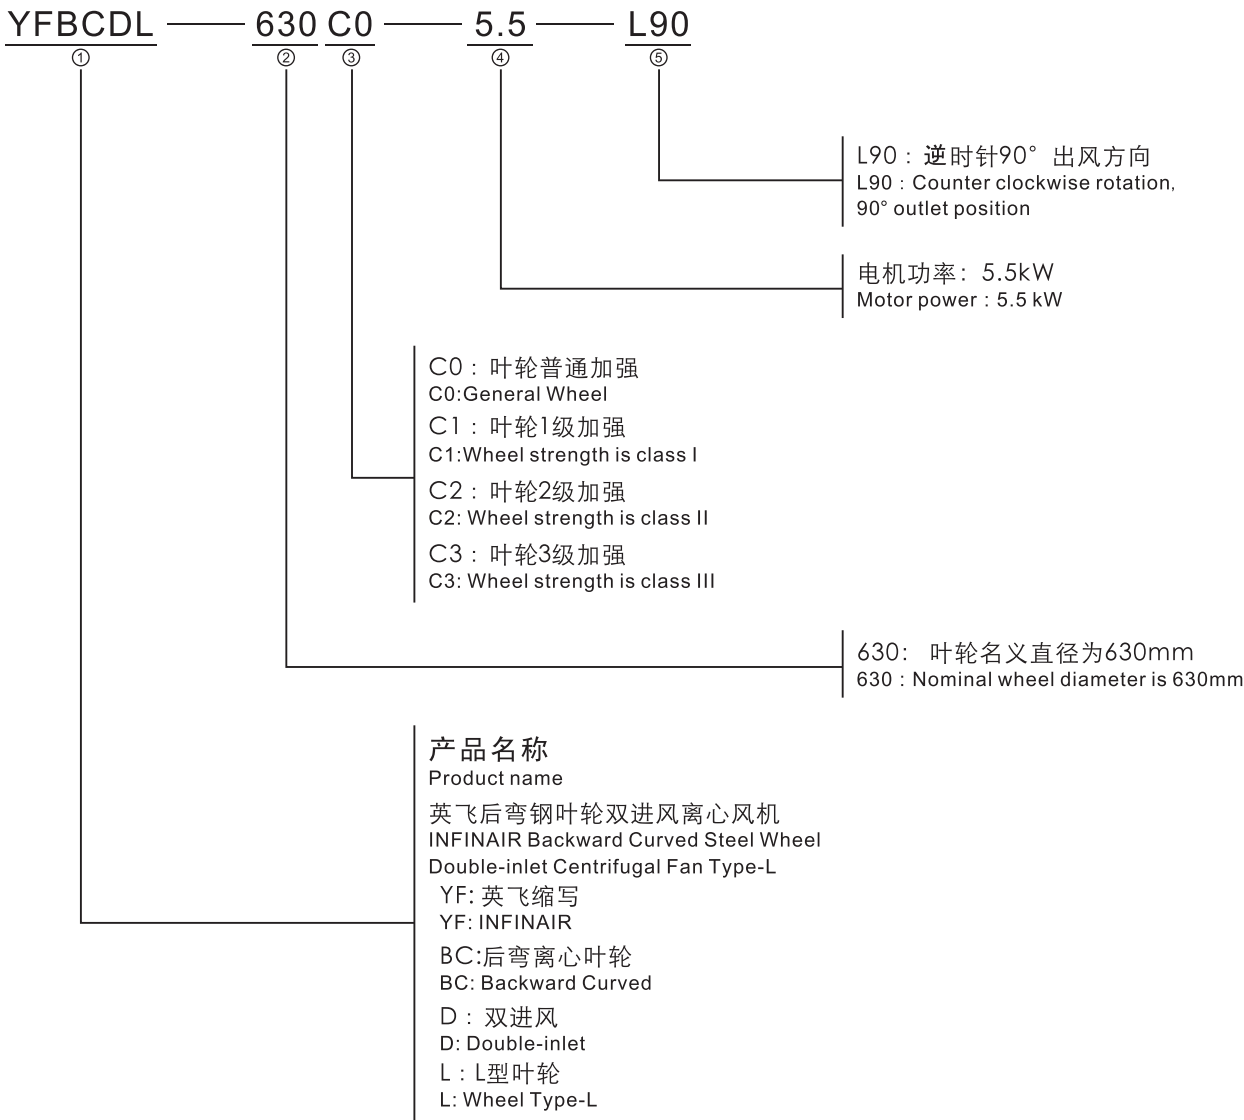 YFBCDL — 630 C0 — 5.5 — L90
① ② ③ ④ ⑤
L90：逆时针90°出风方向
L90：Counter clockwise rotation,
90° outlet position
电机功率：5.5kW
Motor power：5.5 kW
C0：叶轮普通加强
C0:General Wheel
C1：叶轮1级加强
C1:Wheel strength is class I
C2：叶轮2级加强
C2: Wheel strength is class II
C3：叶轮3级加强
C3: Wheel strength is class III
630：叶轮名义直径为630mm
630：Nominal wheel diameter is 630mm
产品名称
Product name
英飞后弯钢叶轮双进风离心风机
INFINAIR Backward Curved Steel Wheel
Double-inlet Centrifugal Fan Type-L
YF: 英飞缩写
YF: INFINAIR
BC:后弯离心叶轮
BC: Backward Curved
D：双进风
D: Double-inlet
L：L型叶轮
L: Wheel Type-L